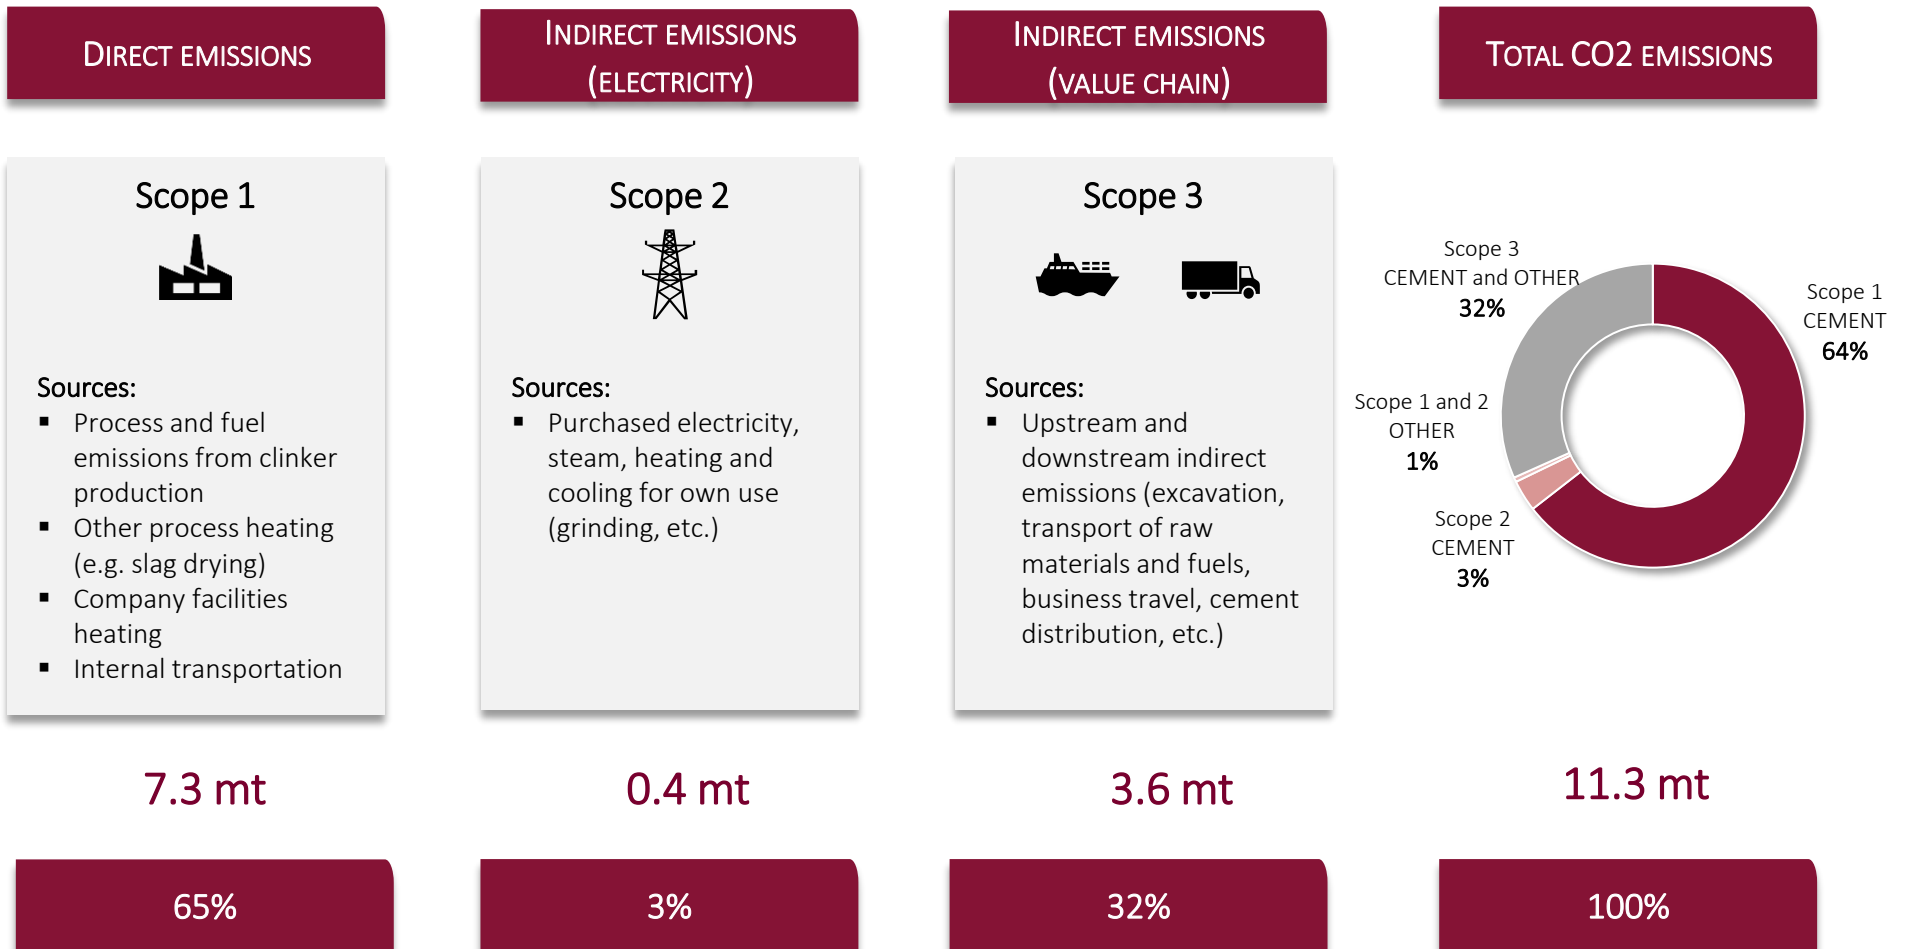 DIRECT EMISSIONS
INDIRECT EMISSIONS
(ELECTRICITY)
INDIRECT EMISSIONS
(VALUE CHAIN)
TOTAL CO2 EMISSIONS
Scope 1
Sources:
▪ Process and fuel
emissions from clinker
production
▪ Other process heating
(e.g. slag drying)
▪ Company facilities
heating
▪ Internal transportation
Scope 2
Sources:
▪ Purchased electricity,
steam, heating and
cooling for own use
(grinding, etc.)
Scope 3
Sources:
▪ Upstream and
downstream indirect
emissions (excavation,
transport of raw
materials and fuels,
business travel, cement
distribution, etc.)
Scope 3
CEMENT and OTHER
32%
Scope 1
CEMENT
64%
Scope 1 and 2
OTHER
1%
Scope 2
CEMENT
3%
7.3 mt
0.4 mt
3.6 mt
11.3 mt
65%
3%
32%
100%